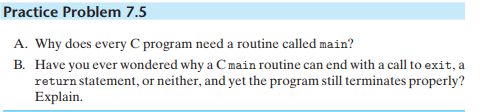 Practice Problem 7.5
A. Why does every C program need a routine called main?
B. Have you ever wondered why a C main routine can end with a call to exit, a
return statement, or neither, and yet the program still terminates properly?
Explain.